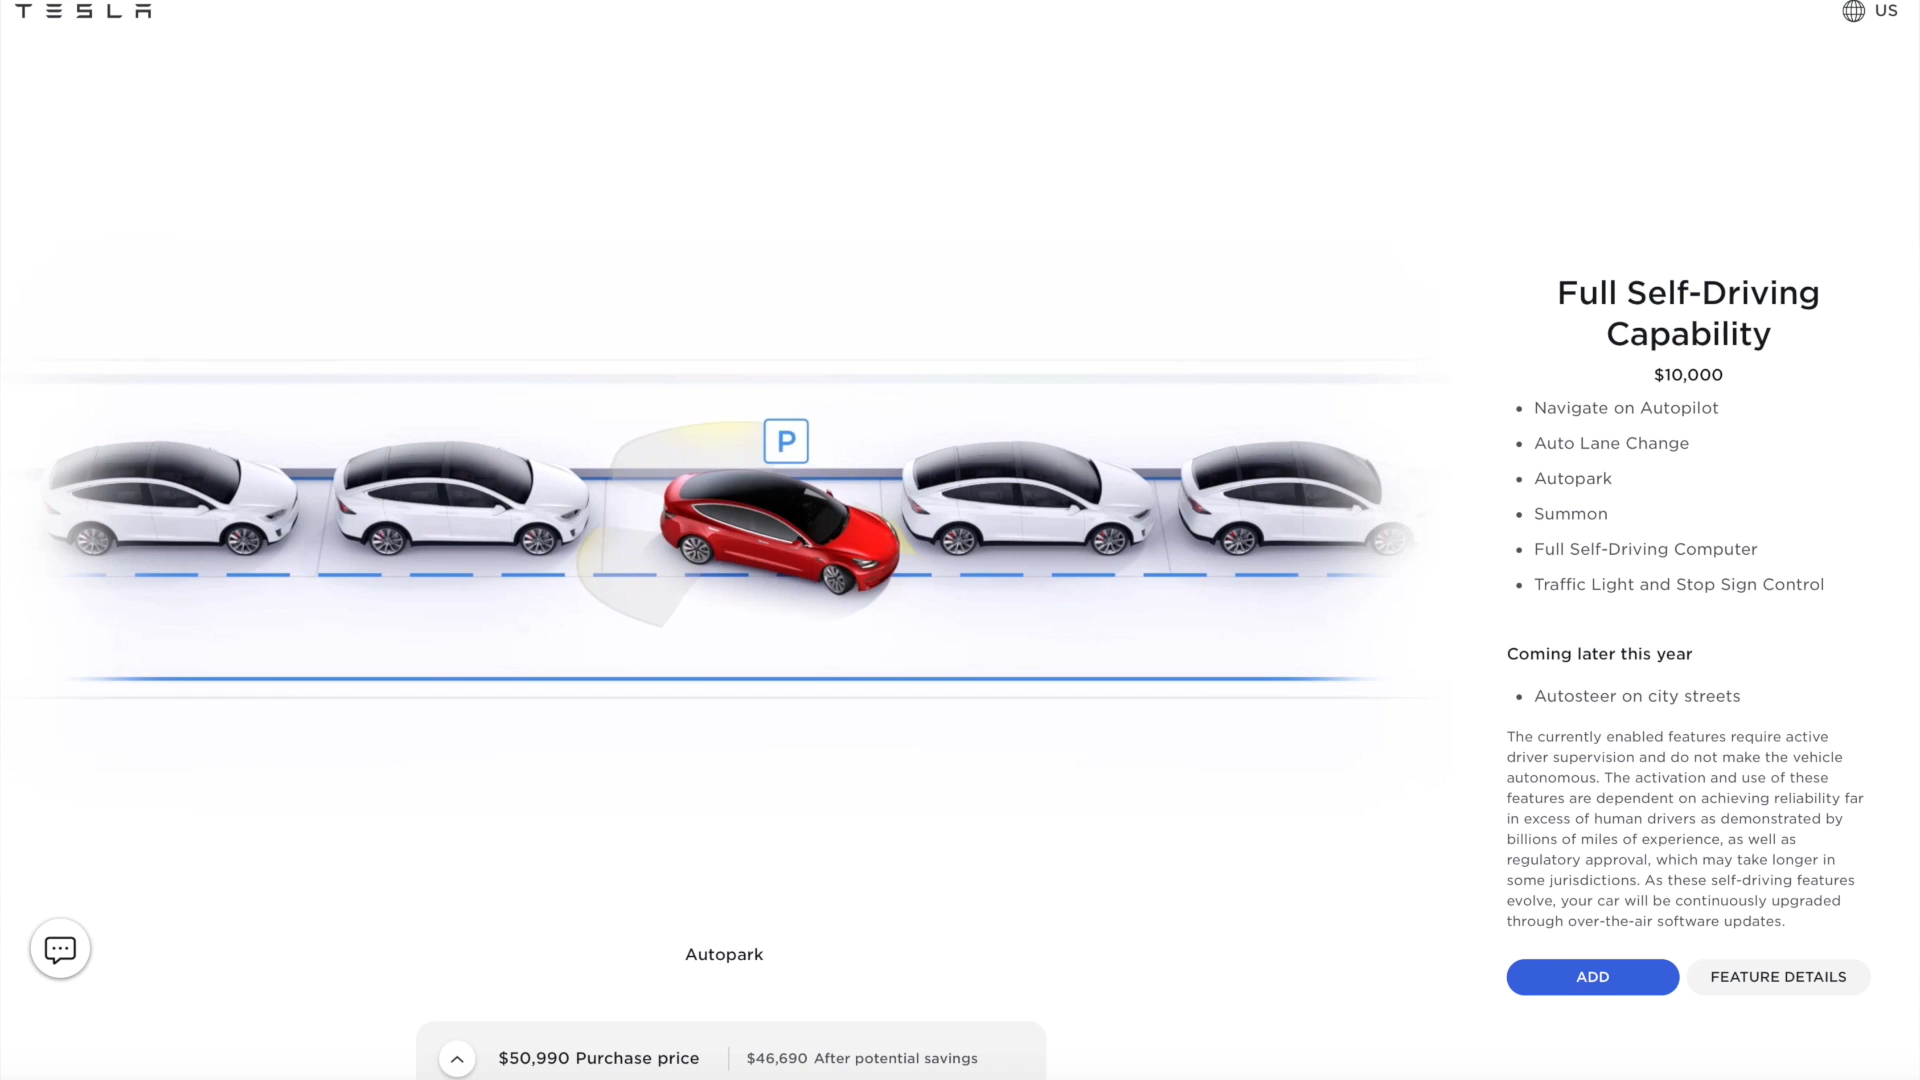 TESLA
US
P
Full Self-Driving
Capability
$10,000
Navigate on Autopilot
Auto Lane Change
Autopark
Summon
Full Self-Driving Computer
Traffic Light and Stop Sign Control
Coming later this year
Autosteer on city streets
The currently enabled features require active
driver supervision and do not make the vehicle
autonomous. The activation and use of these
features are dependent on achieving reliability far
in excess of human drivers as demonstrated by
billions of miles of experience, as well as
regulatory approval, which may take longer in
some jurisdictions. As these self-driving features
evolve, your car will be continuously upgraded
through over-the-air software updates.
Autopark
ADD
FEATURE DETAILS
$50,990 Purchase price
$46,690 After potential savings